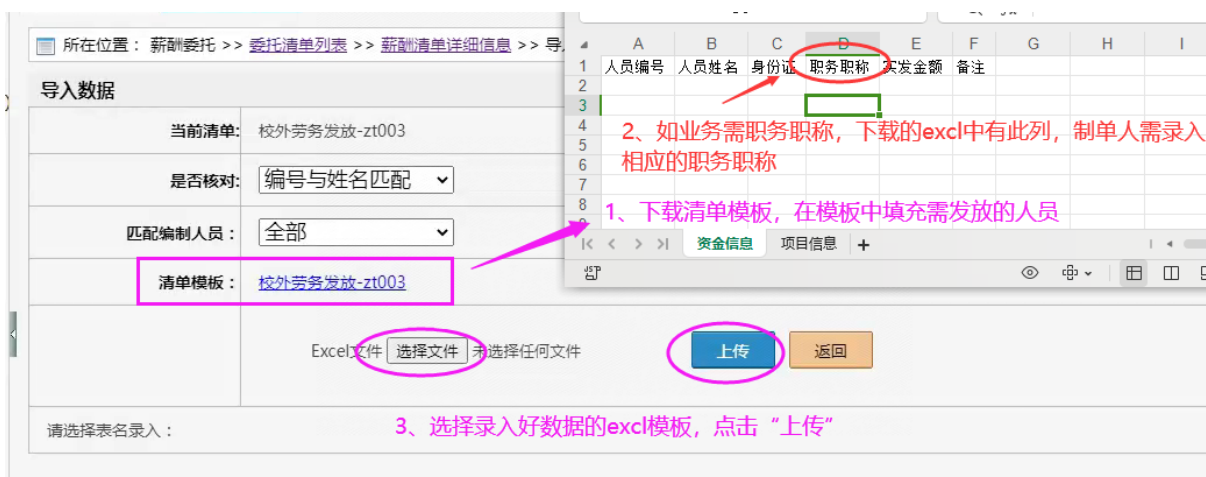 所在位置： 薪酬委托 >> 委托清单列表 >> 薪酬清单详细信息 >> 导
导入数据
当前清单: 校外劳务发放-zt003
是否核对: 编号与姓名匹配
匹配编制人员： 全部
清单模板： 校外劳务发放-zt003
Excel文件 选择文件 未选择任何文件 上传 返回
3、选择录入好数据的excl模板，点击“上传”
请选择表名录入：
A B C D E F G H I
1 人员编号 人员姓名 身份证 职务职称 实发金额 备注
2
3
4
2、如业务需职务职称，下载的excl中有此列，制单人需录入
5
6
相应的职务职称
7
8
1、下载清单模板，在模板中填充需发放的人员
资金信息 项目信息 +